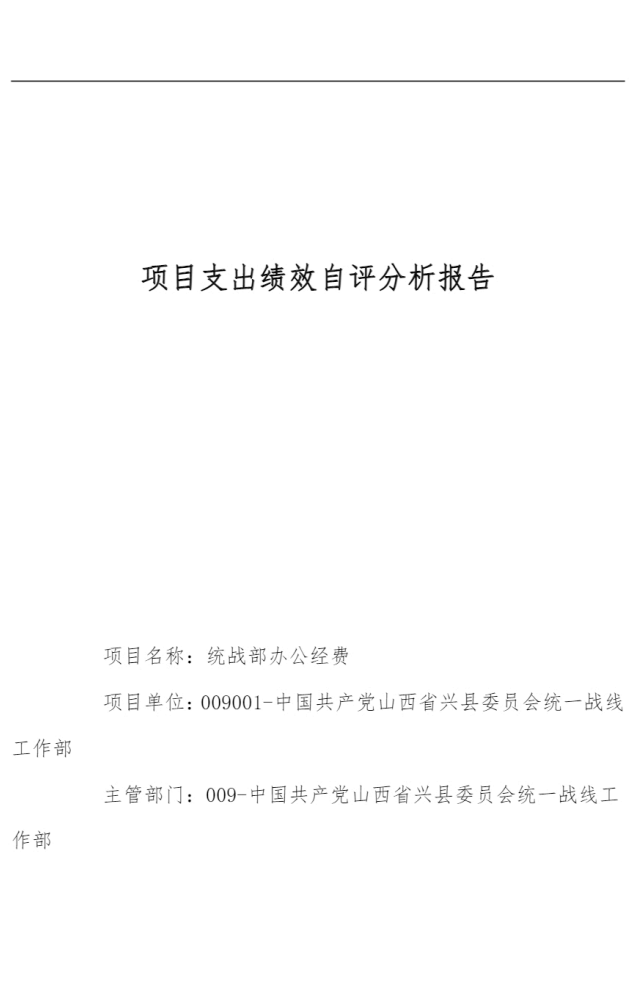 项目支出绩效自评分析报告
项目名称：统战部办公经费
项目单位：009001-中国共产党山西省兴县委员会统一战线
工作部
主管部门：009-中国共产党山西省兴县委员会统一战线工
作部